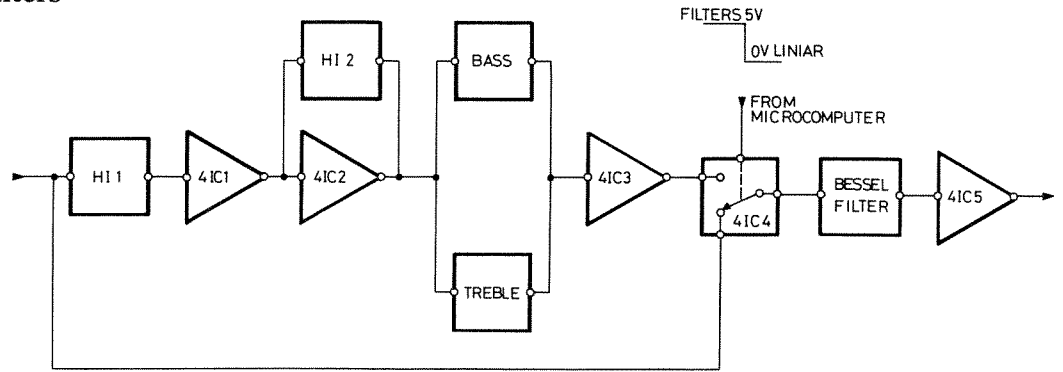 FILTERS 5V
0V LINIAR
HI 2
BASS
FROM
MICROCOMPUTER
HI 1
4IC1
4IC2
4IC3
4IC4
BESSEL
FILTER
4IC5
TREBLE